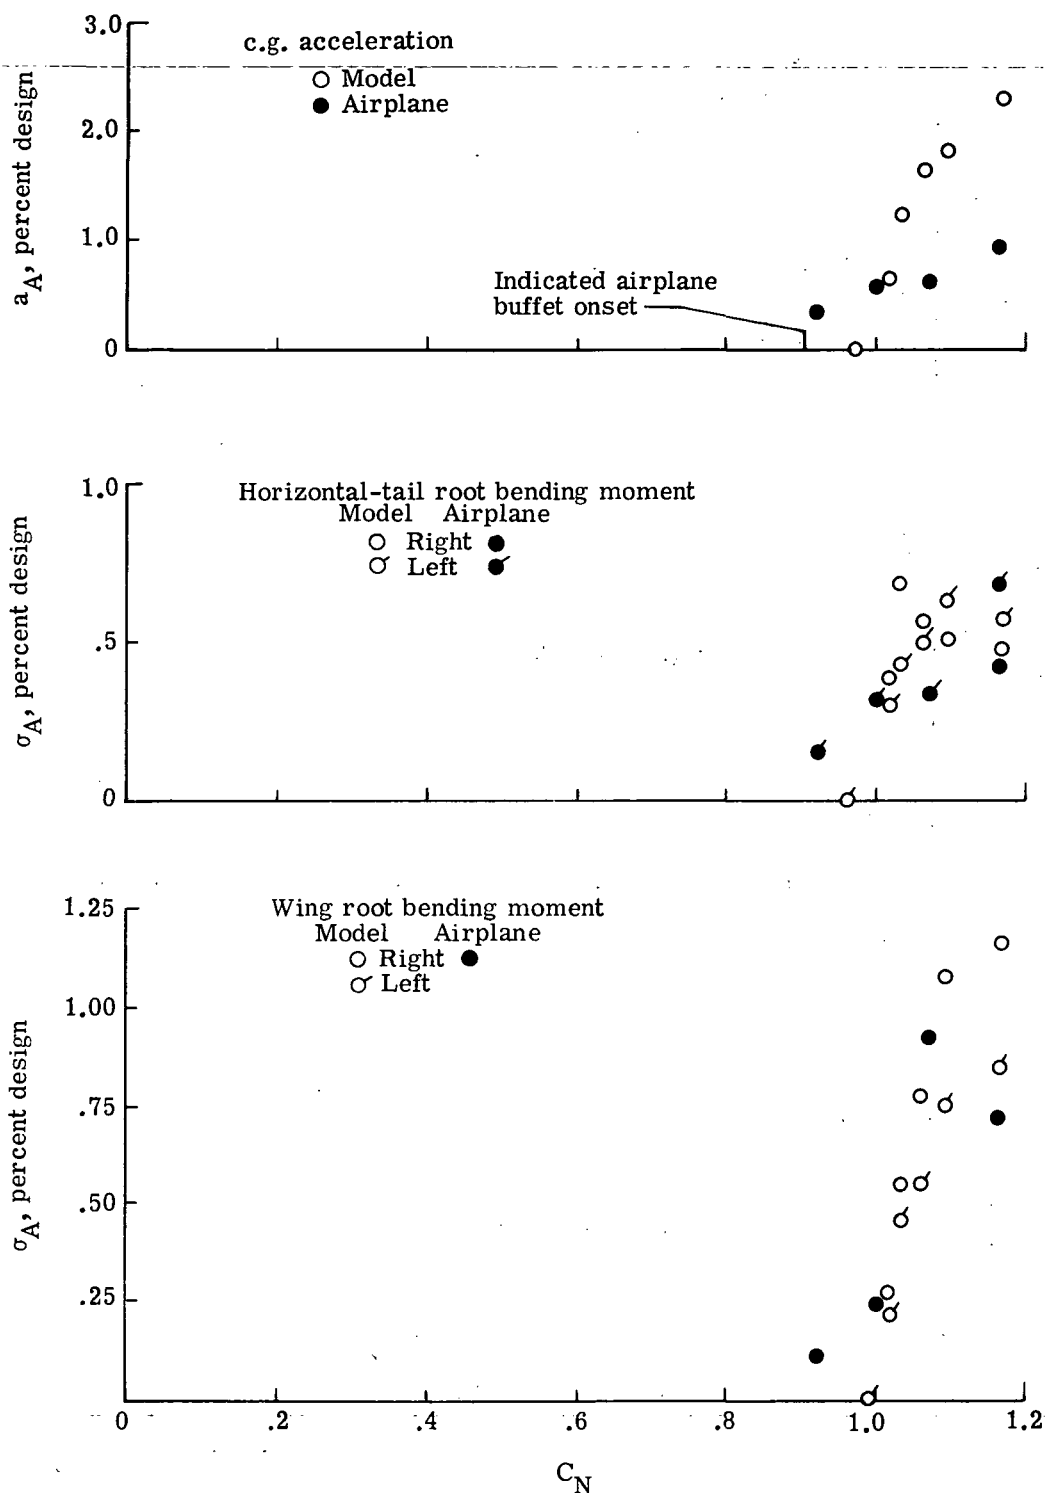 3.0
c.g. acceleration
Model
Airplane
2.0
1.0
0
a_A, percent design
Indicated airplane
buffet onset
1.0
Horizontal-tail root bending moment
Model Airplane
Right
Left
.5
0
σ_A, percent design
1.25
Wing root bending moment
Model Airplane
Right
Left
1.00
.75
.50
.25
σ_A, percent design
0 .2 .4 .6 .8 1.0 1.2
C_N